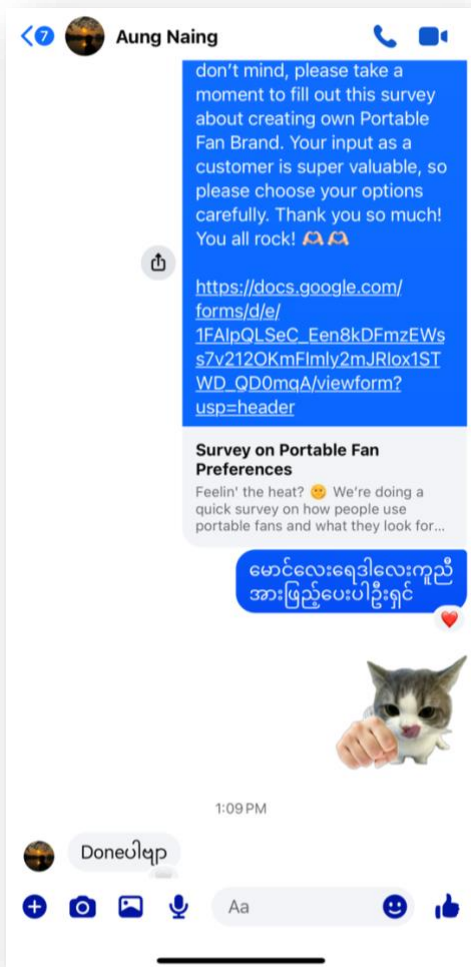 7
Aung Naing
don't mind, please take a
moment to fill out this survey
about creating own Portable
Fan Brand. Your input as a
customer is super valuable, so
please choose your options
carefully. Thank you so much!
You all rock! 🫶🏻🫶🏻
https://docs.google.com/
forms/d/e/
1FAIpQLSeC_Een8kDFmzEWs
s7v212OKmFlmly2mJRlox1ST
WD_QD0mqA/viewform?
usp=header
Survey on Portable Fan
Preferences
Feelin' the heat? 🥵 We're doing a
quick survey on how people use
portable fans and what they look for...
မောင်လေးရေဒါလေးကူညီ
အားဖြည့်ပေးပါဦးရှင်
1:09 PM
Doneပါဗျာ
Aa